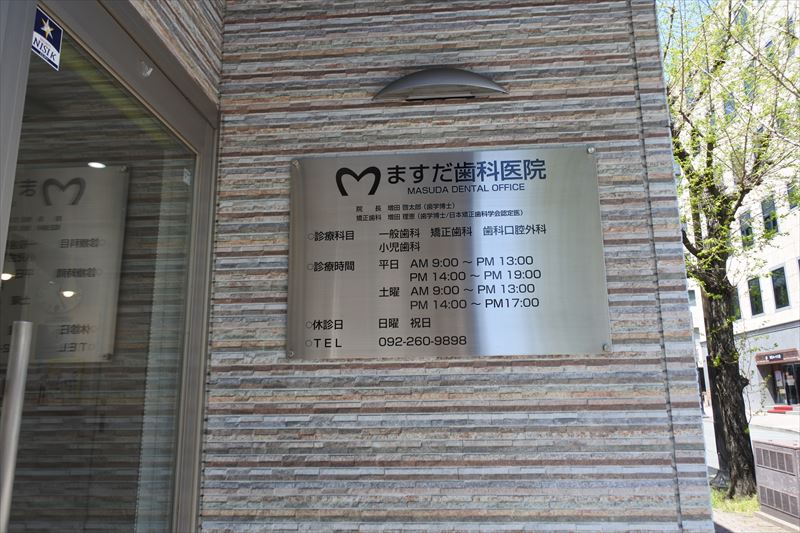 NISLK
ますだ歯科医院
MASUDA DENTAL OFFICE
院 長 増田 啓太郎（歯学博士）
矯正歯科 増田 理恵（歯学博士/日本矯正歯科学会認定医）
○診療科目 一般歯科 矯正歯科 歯科口腔外科
小児歯科
○診療時間 平日 AM 9:00 ～ PM 13:00
PM 14:00 ～ PM 19:00
土曜 AM 9:00 ～ PM 13:00
PM 14:00 ～ PM17:00
○休診日 日曜 祝日
○TEL 092-260-9898